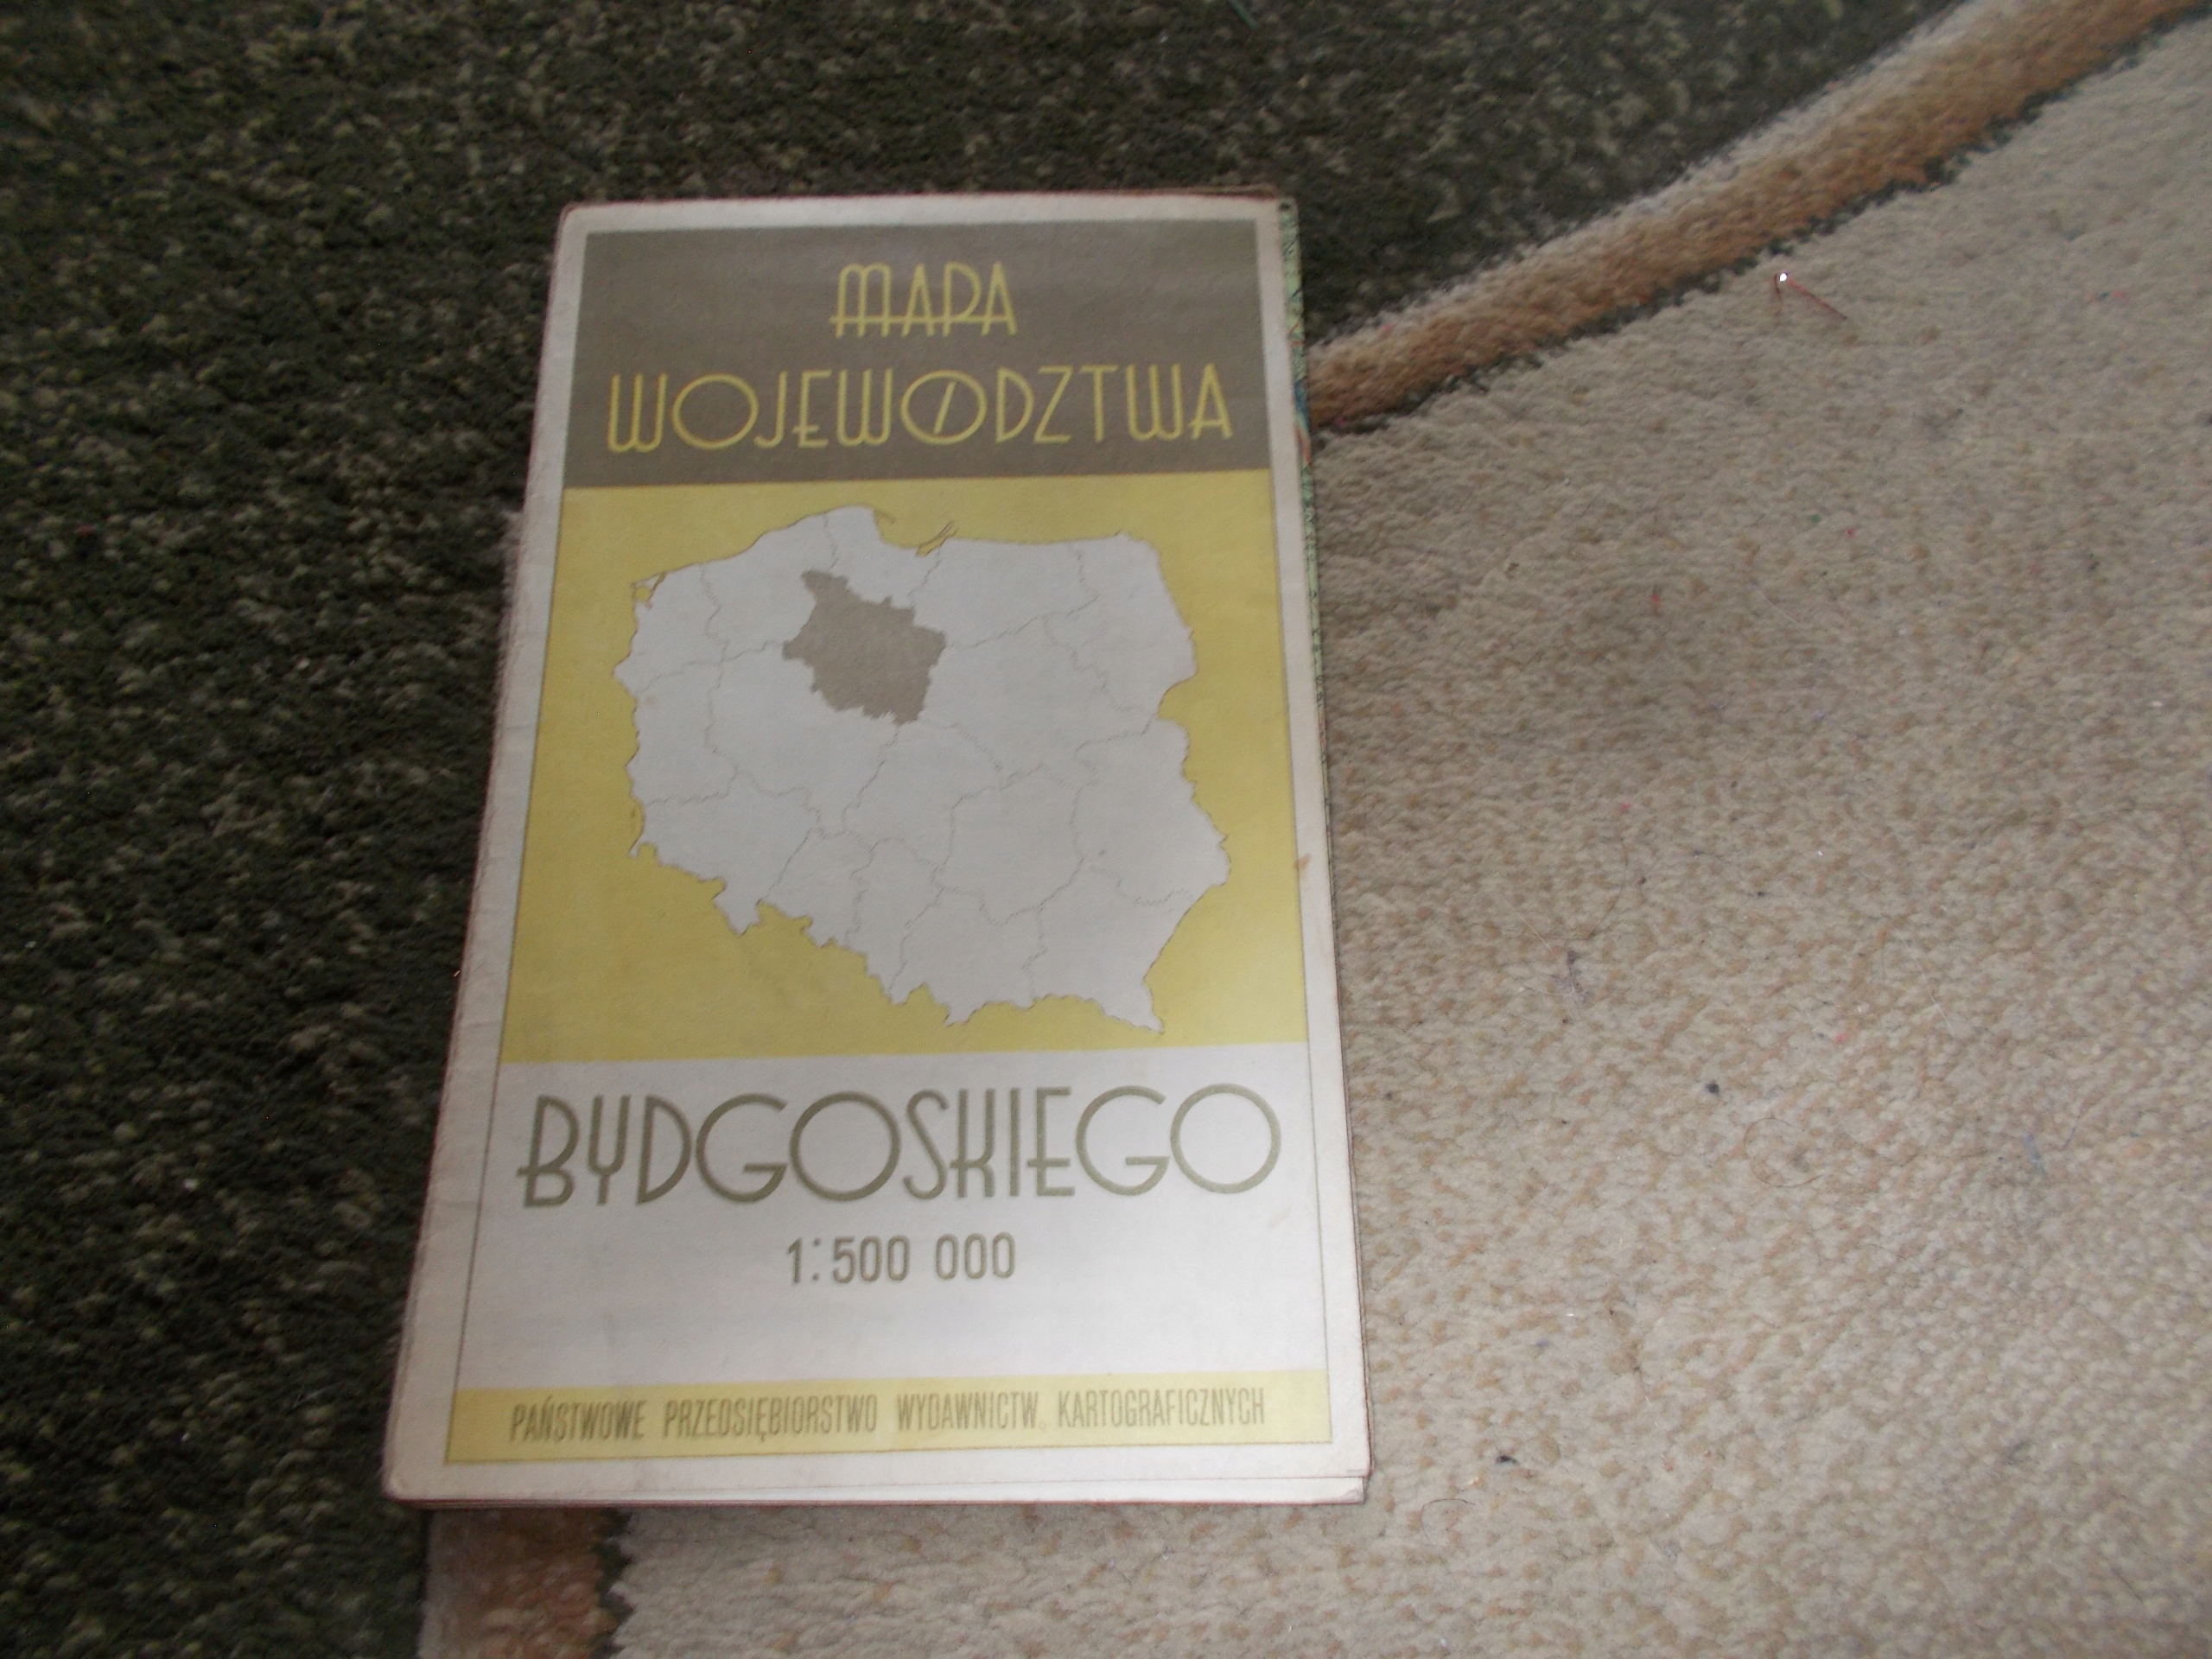 MAPA
WOJEWÓDZTWA
BYDGOSKIEGO
1:500 000
PAŃSTWOWE PRZEDSIĘBIORSTWO WYDAWNICTW KARTOGRAFICZNYCH